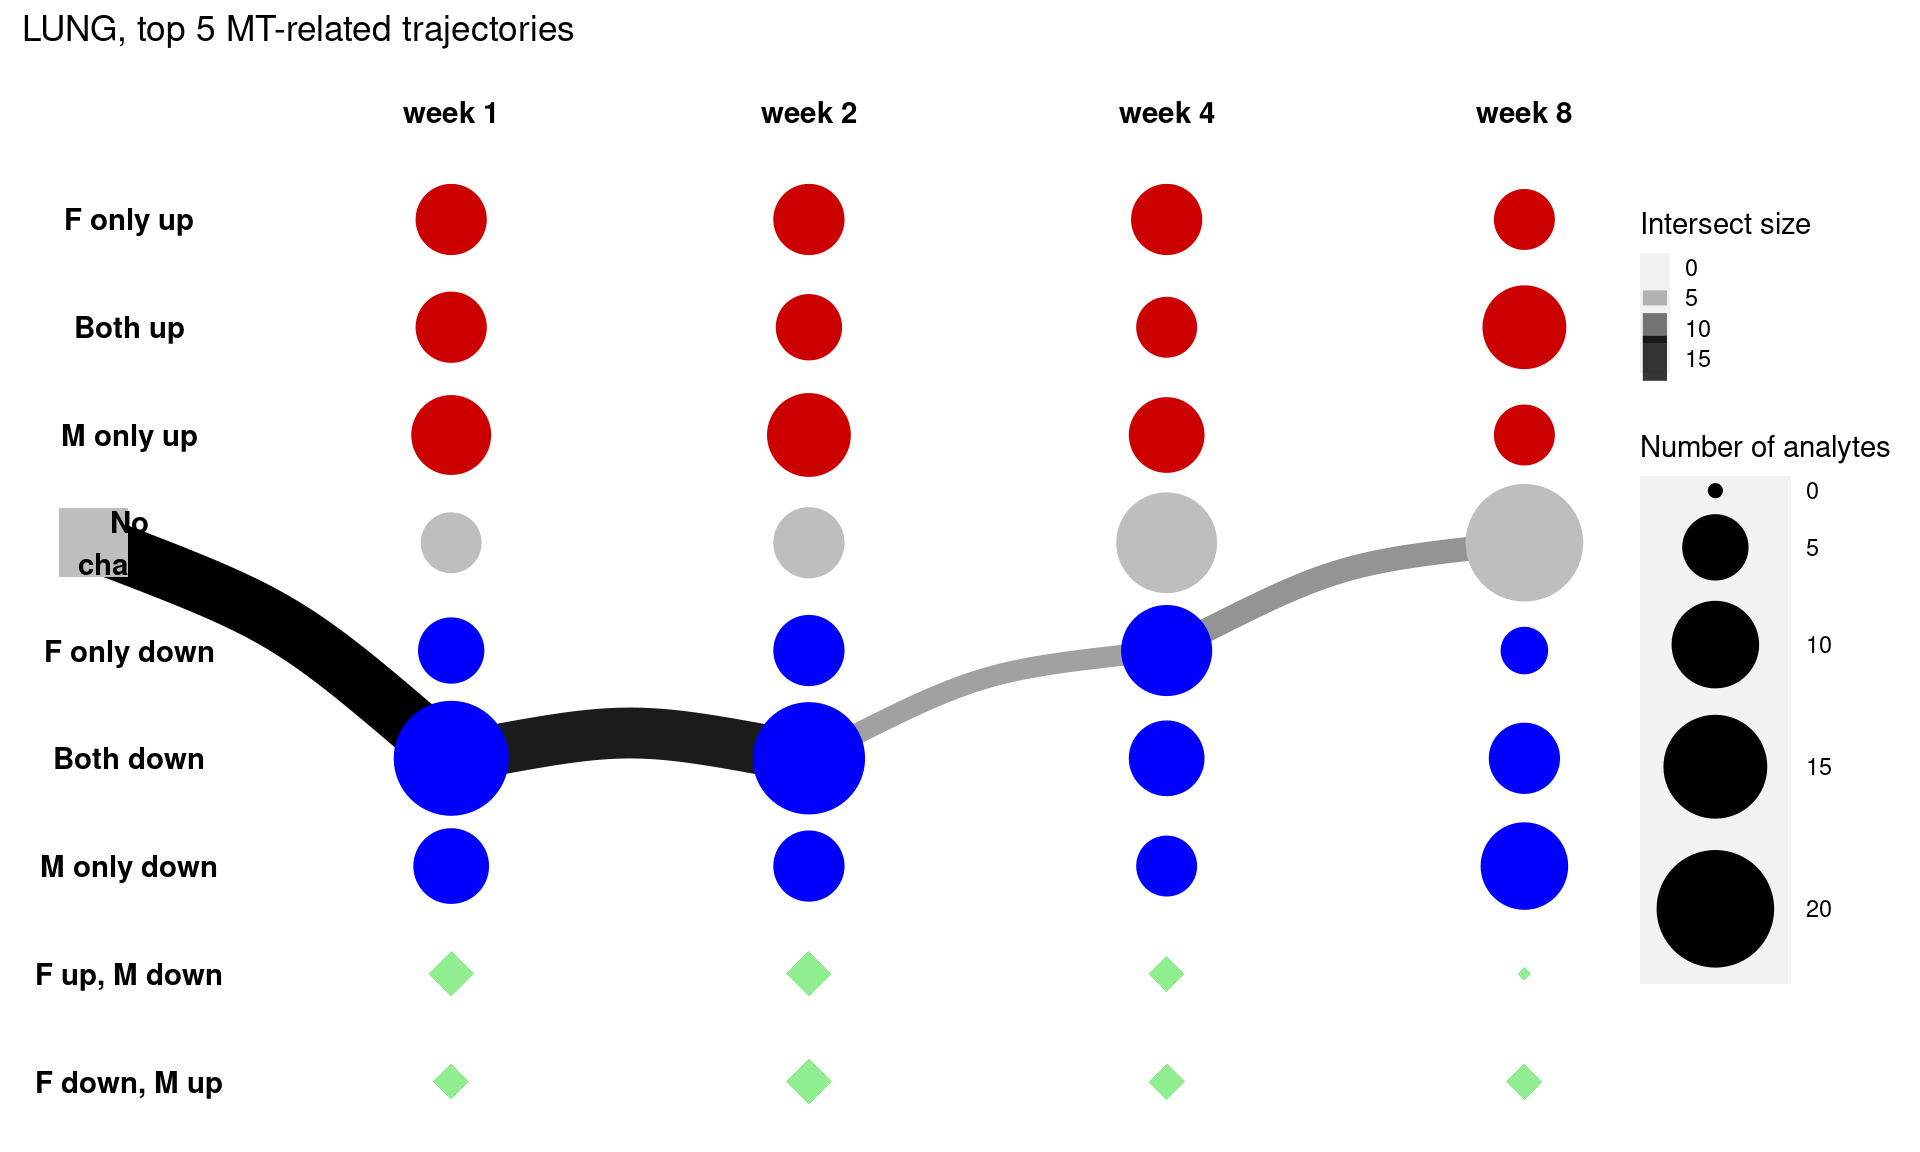 LUNG, top 5 MT-related trajectories
week 1 week 2 week 4 week 8
F only up
Both up
M only up
No
cha
F only down
Both down
M only down
F up, M down
F down, M up
Intersect size
0
5
10
15
Number of analytes
0
5
10
15
20